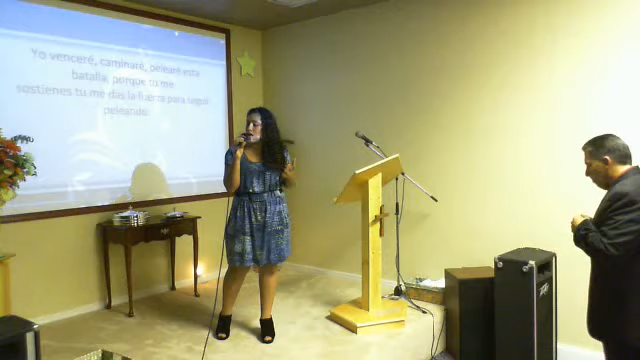 Yo venceré, caminaré, pelearé esta
batalla, porque tu me
sostienes tu me das la fuerza para seguir
peleando.